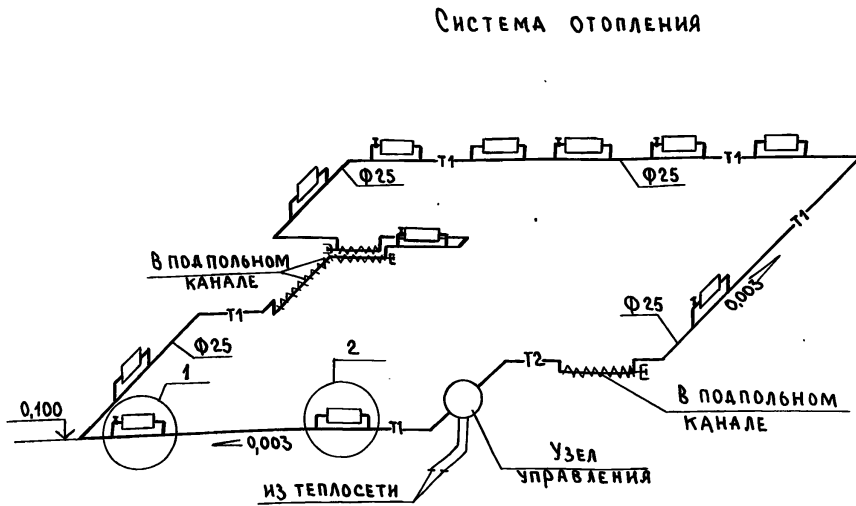 СИСТЕМА ОТОПЛЕНИЯ
Т1
Т1
Ф25
Ф25
Т1
В ПОДПОЛЬНОМ
КАНАЛЕ
Т1
0,003
Ф25
Ф25
Т2
1
2
В ПОДПОЛЬНОМ
КАНАЛЕ
0,100
0,003
Т1
УЗЕЛ
УПРАВЛЕНИЯ
ИЗ ТЕПЛОСЕТИ